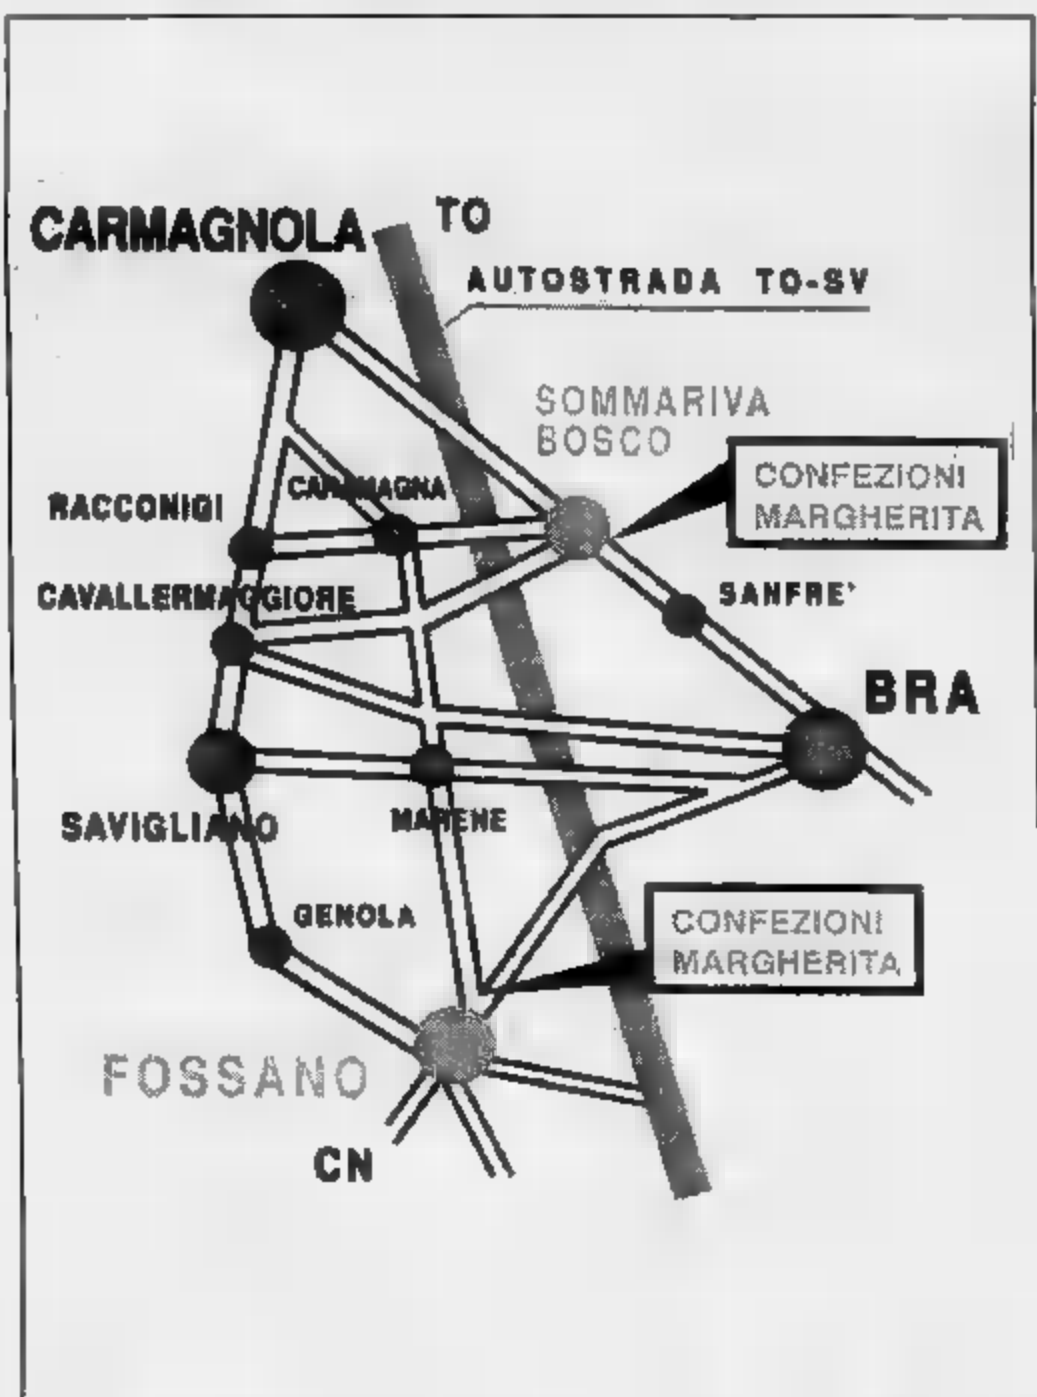 CARMAGNOLA
TO
AUTOSTRADA TO-SV
SOMMARIVA
BOSCO
CONFEZIONI
MARGHERITA
RACCONIGI
CAVALLERMAGGIORE
SANFRE'
BRA
SAVIGLIANO
MARENE
GENOLA
CONFEZIONI
MARGHERITA
FOSSANO
CN